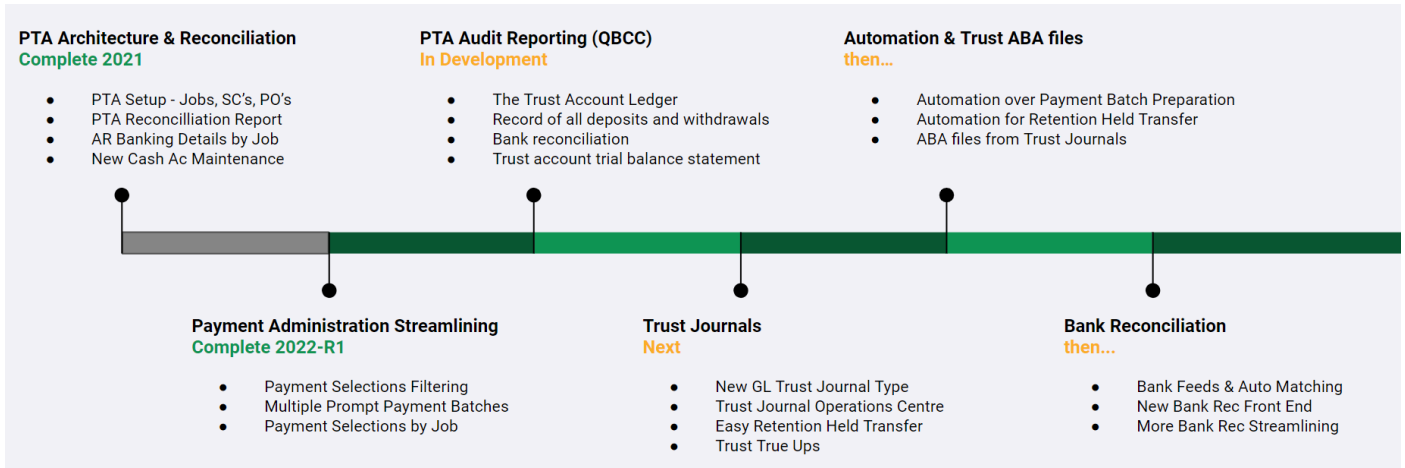 PTA Architecture & Reconciliation
Complete 2021
● PTA Setup - Jobs, SC's, PO's
● PTA Reconcilliation Report
● AR Banking Details by Job
● New Cash Ac Maintenance
PTA Audit Reporting (QBCC)
In Development
● The Trust Account Ledger
● Record of all deposits and withdrawals
● Bank reconciliation
● Trust account trial balance statement
Automation & Trust ABA files
then…
● Automation over Payment Batch Preparation
● Automation for Retention Held Transfer
● ABA files from Trust Journals
Payment Administration Streamlining
Complete 2022-R1
● Payment Selections Filtering
● Multiple Prompt Payment Batches
● Payment Selections by Job
Trust Journals
Next
● New GL Trust Journal Type
● Trust Journal Operations Centre
● Easy Retention Held Transfer
● Trust True Ups
Bank Reconciliation
then...
● Bank Feeds & Auto Matching
● New Bank Rec Front End
● More Bank Rec Streamlining